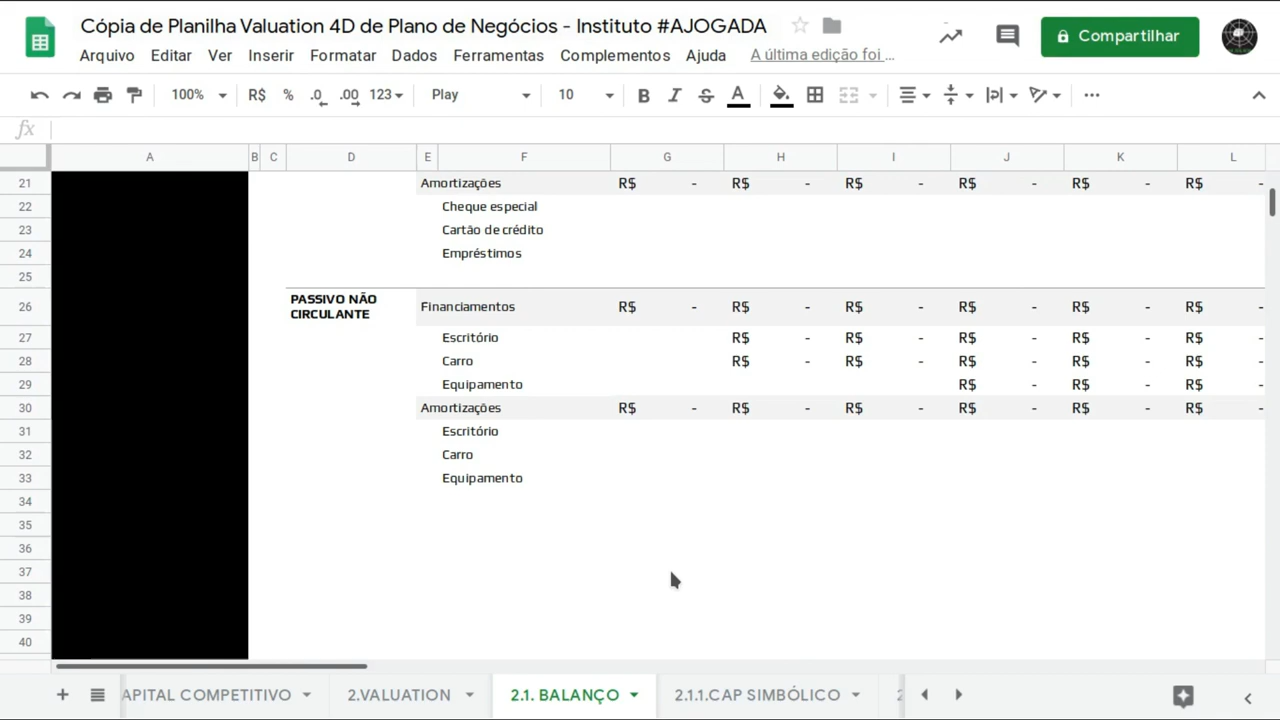 Cópia de Planilha Valuation 4D de Plano de Negócios - Instituto #AJOGADA
Compartilhar
Arquivo Editar Ver Inserir Formatar Dados Ferramentas Complementos Ajuda A última edição foi ...
100% R$ % .0 .00 123 Play 10 B I S A
fx
A B C D E F G H I J K L
21 Amortizações R$ - R$ - R$ - R$ - R$ - R$ -
22 Cheque especial
23 Cartão de crédito
24 Empréstimos
25
26 PASSIVO NÃO CIRCULANTE Financiamentos R$ - R$ - R$ - R$ - R$ - R$ -
27 Escritório R$ - R$ - R$ - R$ - R$ -
28 Carro R$ - R$ - R$ - R$ - R$ -
29 Equipamento R$ - R$ - R$ -
30 Amortizações R$ - R$ - R$ - R$ - R$ - R$ -
31 Escritório
32 Carro
33 Equipamento
34
35
36
37
38
39
40
APITAL COMPETITIVO 2.VALUATION 2.1. BALANÇO 2.1.1.CAP SIMBÓLICO 2